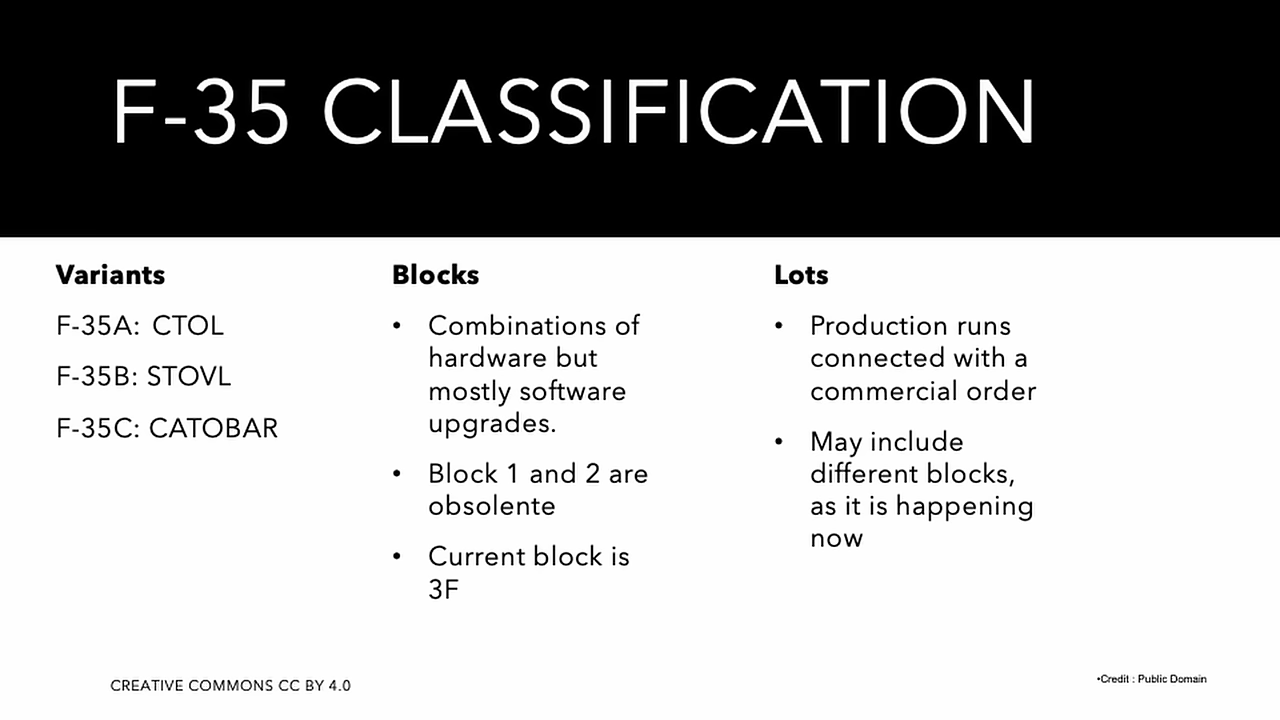 F-35 CLASSIFICATION
Variants
F-35A: CTOL
F-35B: STOVL
F-35C: CATOBAR
Blocks
• Combinations of
hardware but
mostly software
upgrades.
• Block 1 and 2 are
obsolente
• Current block is
3F
Lots
• Production runs
connected with a
commercial order
• May include
different blocks,
as it is happening
now
CREATIVE COMMONS CC BY 4.0
•Credit : Public Domain